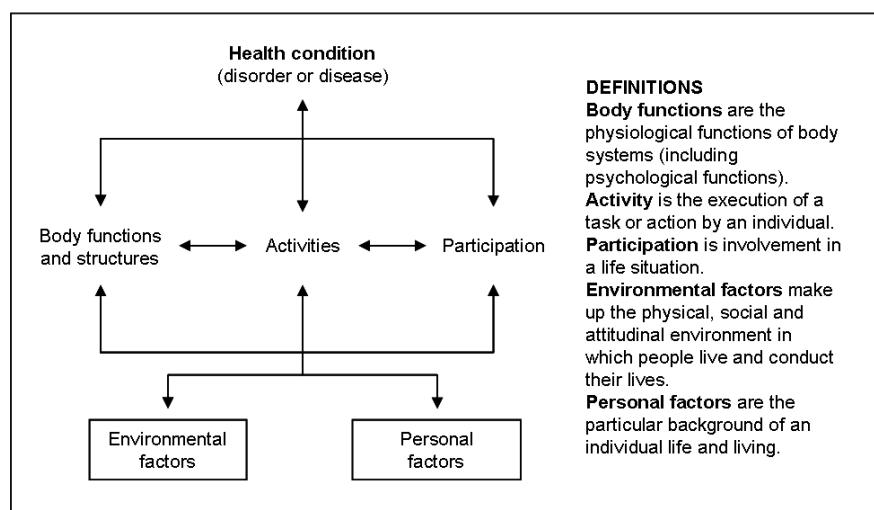 Health condition
(disorder or disease)
Body functions
and structures
Activities
Participation
Environmental
factors
Personal
factors
DEFINITIONS
Body functions are the
physiological functions of body
systems (including
psychological functions).
Activity is the execution of a
task or action by an individual.
Participation is involvement in
a life situation.
Environmental factors make
up the physical, social and
attitudinal environment in
which people live and conduct
their lives.
Personal factors are the
particular background of an
individual life and living.